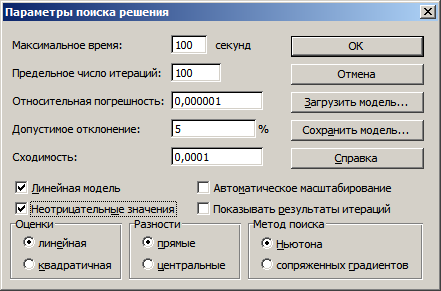 Параметры поиска решения
Максимальное время: 100 секунд OK
Предельное число итераций: 100 Отмена
Относительная погрешность: 0,000001 Загрузить модель...
Допустимое отклонение: 5 % Сохранить модель...
Сходимость: 0,0001 Справка
Линейная модель Автоматическое масштабирование
Неотрицательные значения Показывать результаты итераций
Оценки Разности Метод поиска
линейная прямые Ньютона
квадратичная центральные сопряженных градиентов